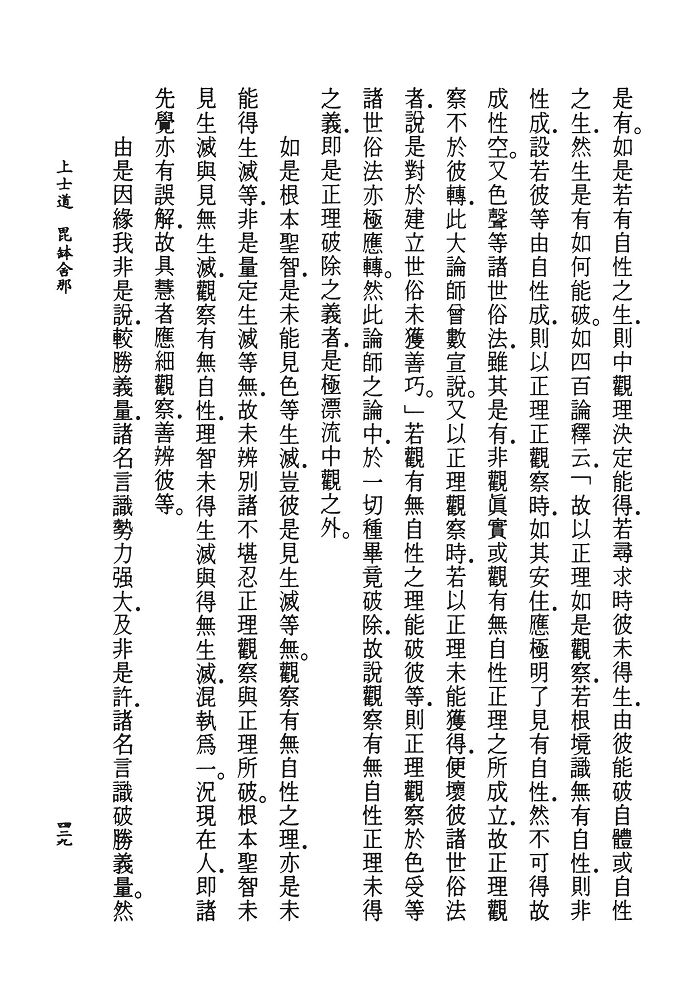 是有。如是若有自性之生．則中觀理決定能得．若尋求時彼未得生．由彼能破自體或自性
之生．然生是有如何能破。如四百論釋云．「故以正理如是觀察．若根境識無有自性．則非
性成．設若彼等由自性成．則以正理正觀察時．如其安住．應極明了見有自性．然不可得故
成性空。又色聲等諸世俗法．雖其是有．非觀眞實或觀有無自性正理之所成立．故正理觀
察不於彼轉．此大論師曾數宣說。又以正理觀察時．若以正理未能獲得．便壞彼諸世俗法
者．說是對於建立世俗未獲善巧。」若觀有無自性之理能破彼等．則正理觀察於色受等
諸世俗法亦極應轉。然此論師之論中．於一切種畢竟破除．故說觀察有無自性正理未得
之義．即是正理破除之義者．是極漂流中觀之外。
如是根本聖智．是未能見色等生滅．豈彼是見生滅等無。觀察有無自性之理．亦是未
能得生滅等．非是量定生滅等無．故未辨別諸不堪忍正理觀察與正理所破。根本聖智未
見生滅與見無生滅．觀察有無自性．理智未得生滅與得無生滅．混執爲一。況現在人．即諸
先覺亦有誤解．故具慧者應細觀察．善辨彼等。
由是因緣我非是說．較勝義量．諸名言識勢力强大．及非是許．諸名言識破勝義量。然
上士道　毘鉢舍那
四二九